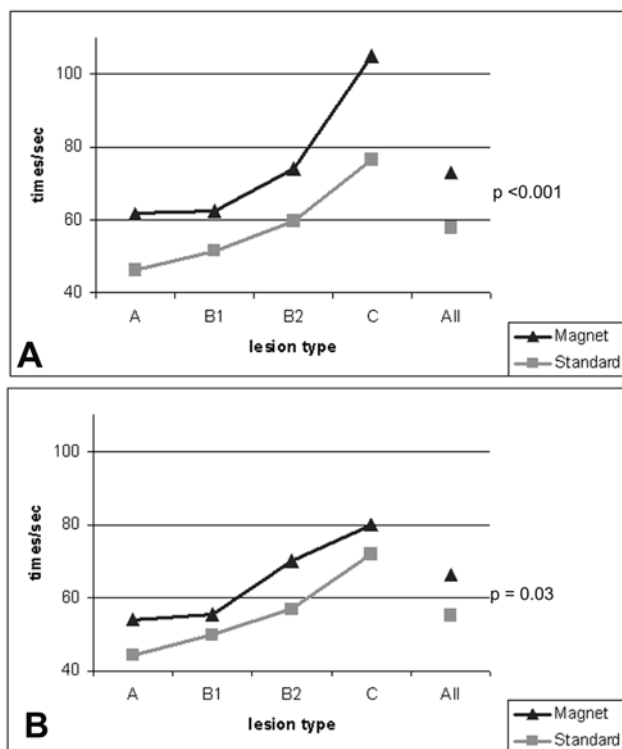 100
80
60
40
times/sec
A B1 B2 C All
lesion type
p <0.001
A
Magnet
Standard
100
80
60
40
times/sec
A B1 B2 C All
lesion type
p = 0.03
B
Magnet
Standard